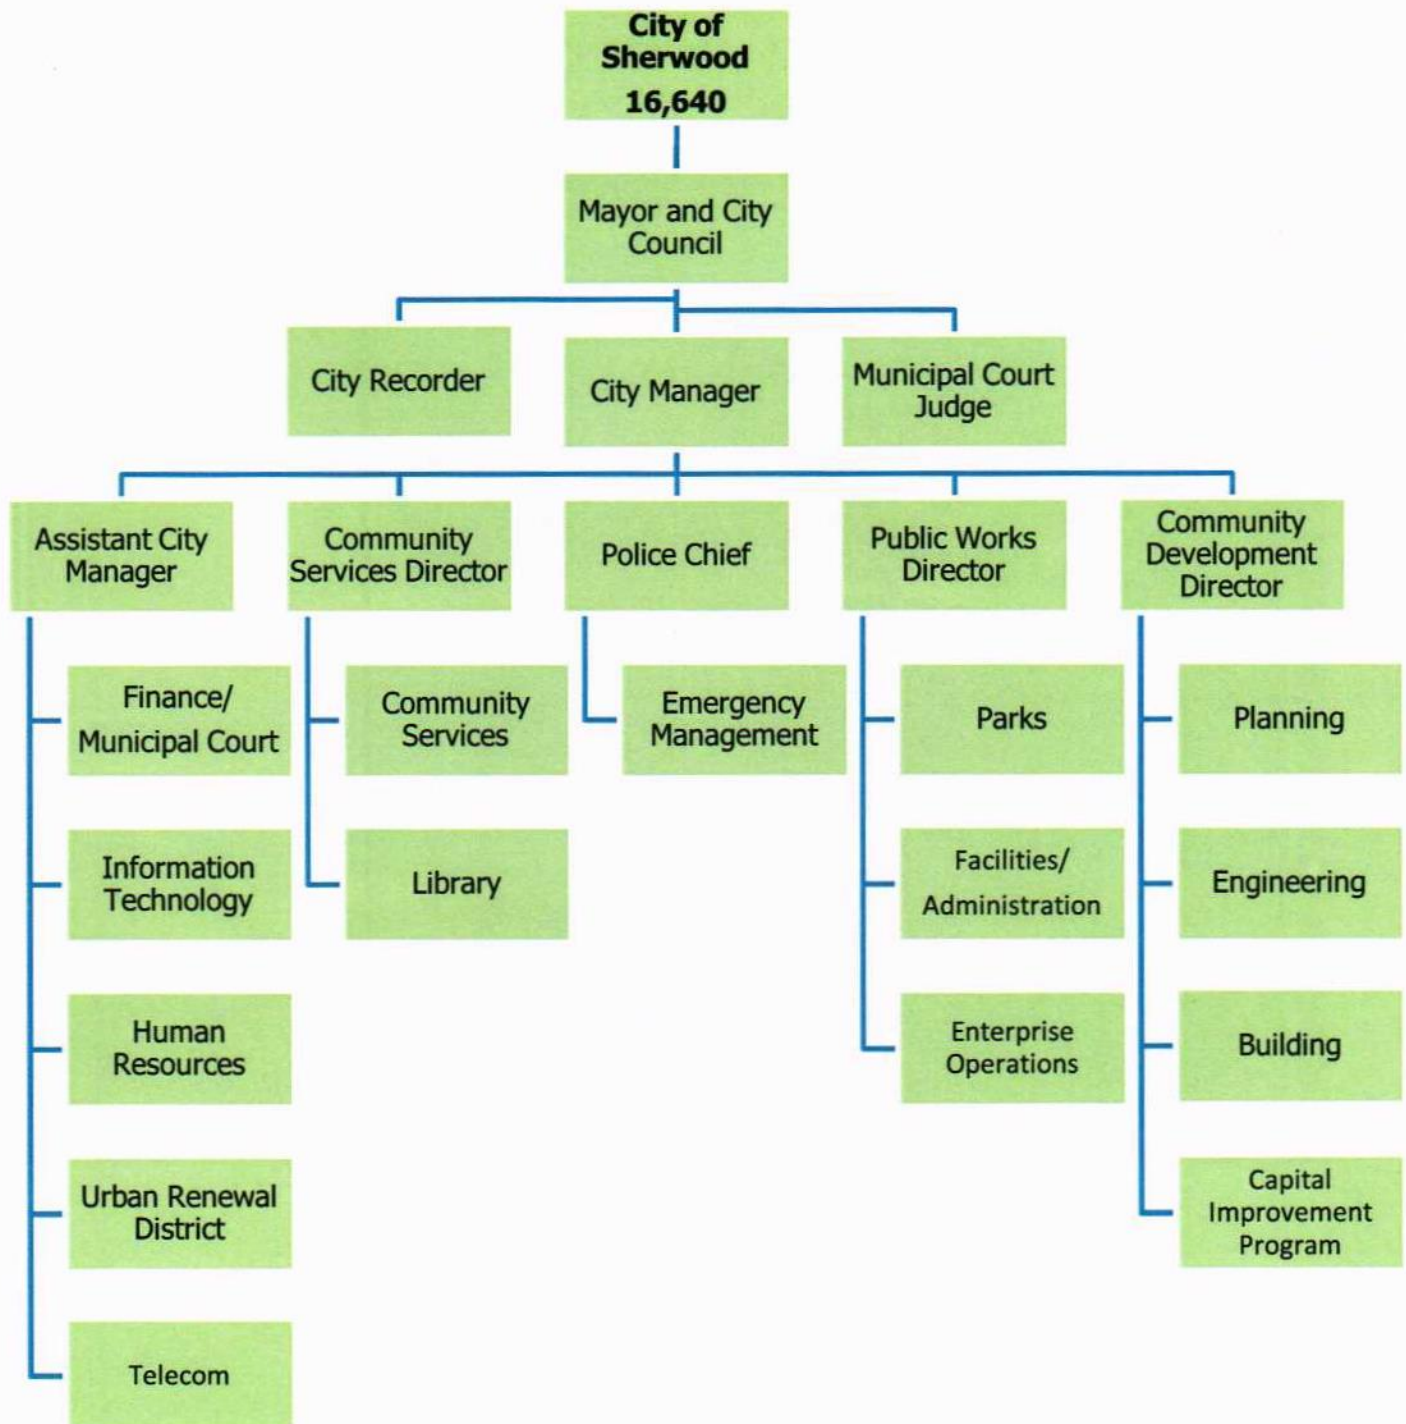 City of
Sherwood
16,640
Mayor and City
Council
City Recorder
City Manager
Municipal Court
Judge
Assistant City
Manager
Community
Services Director
Police Chief
Public Works
Director
Community
Development
Director
Finance/
Municipal Court
Community
Services
Emergency
Management
Parks
Planning
Information
Technology
Library
Facilities/
Administration
Engineering
Human
Resources
Enterprise
Operations
Building
Urban Renewal
District
Capital
Improvement
Program
Telecom